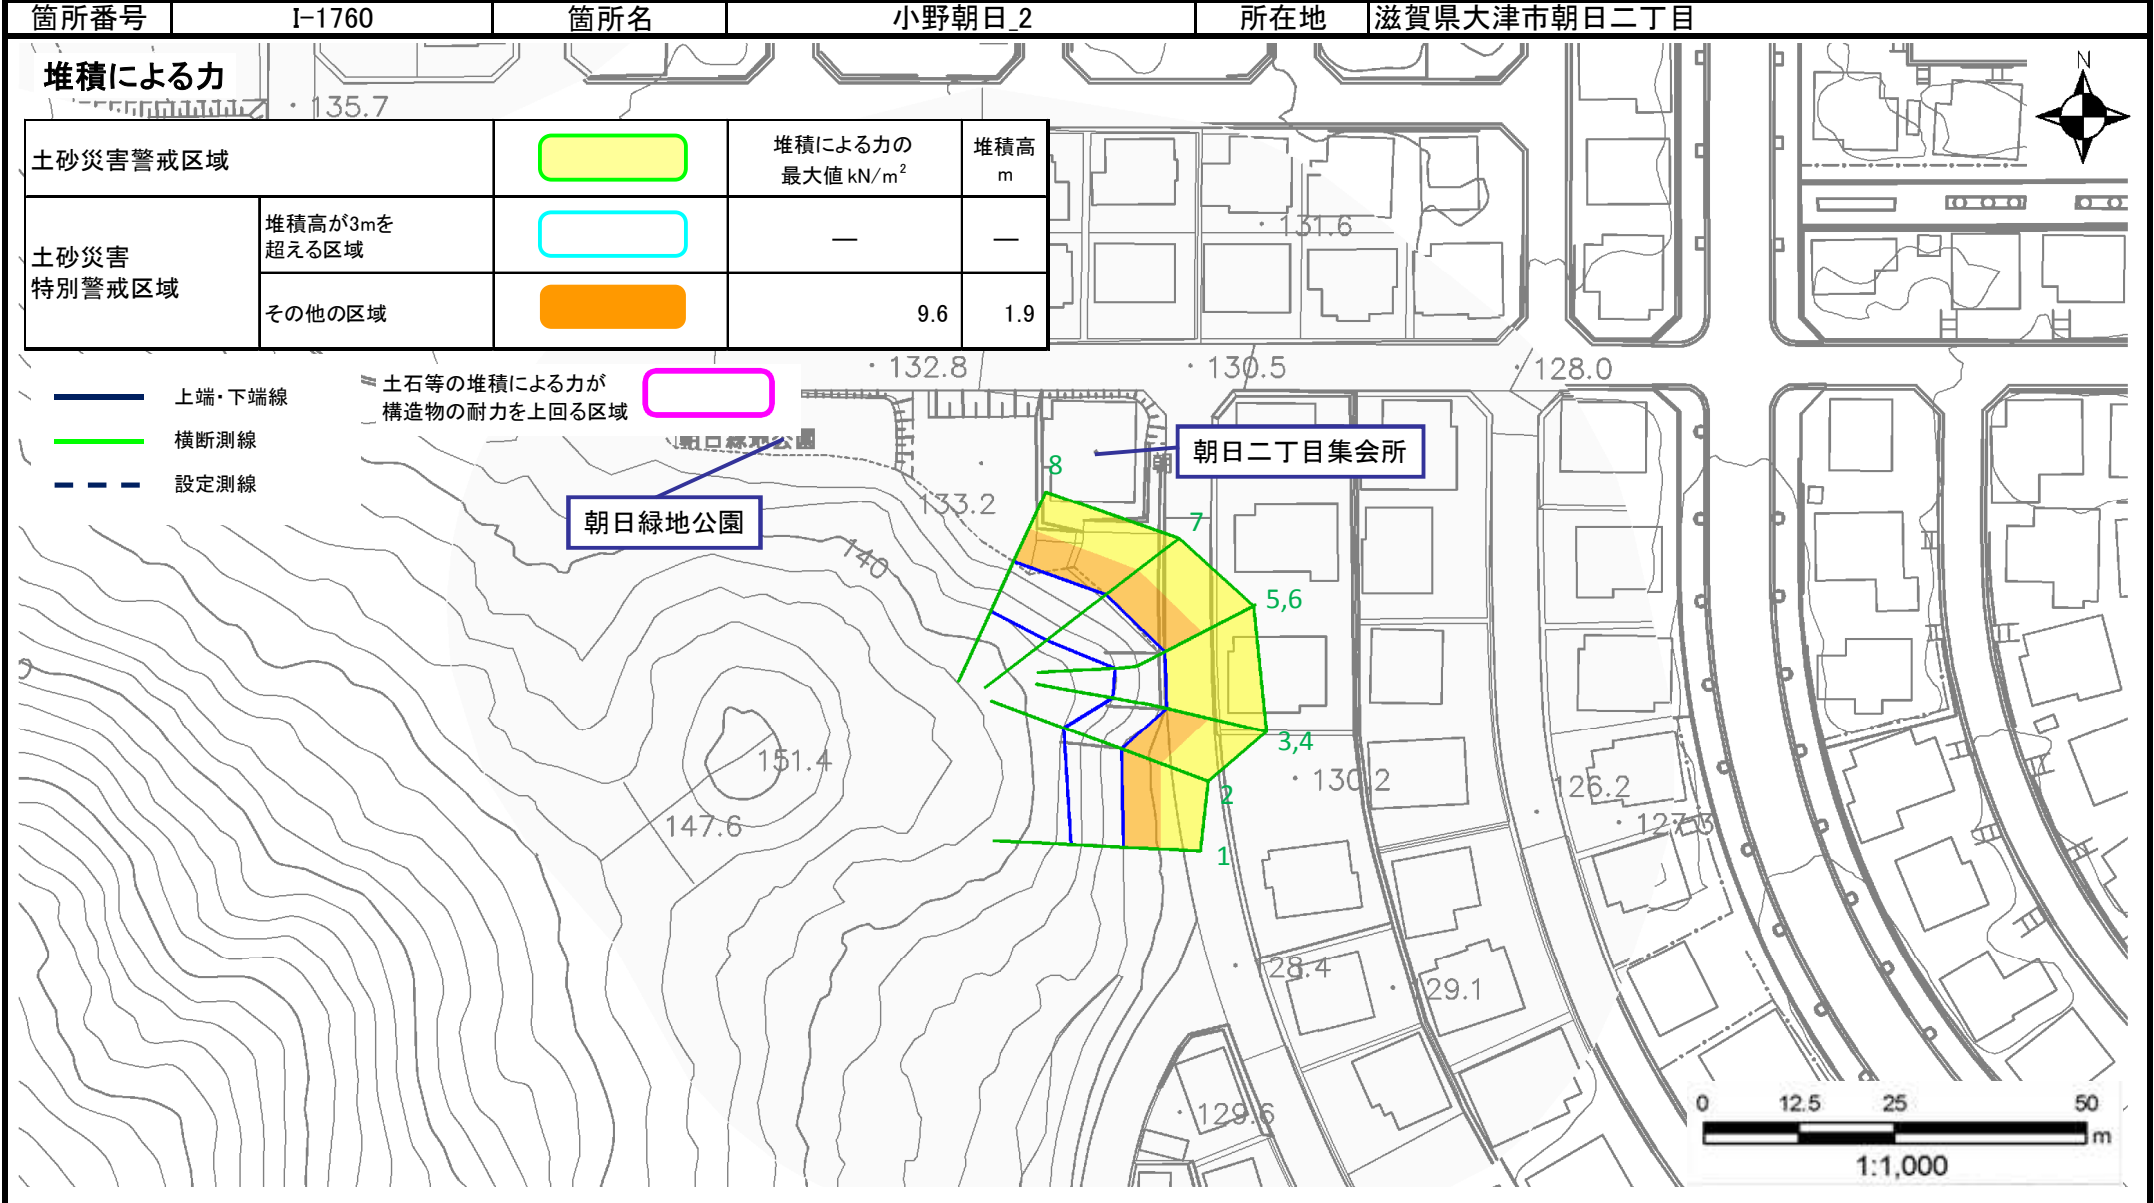 箇所番号 I-1760 箇所名 小野朝日_2 所在地 滋賀県大津市朝日二丁目
堆積による力
N
135.7
土砂災害警戒区域
堆積による力の
最大値 kN/m²
堆積高
m
土砂災害
特別警戒区域
堆積高が3mを
超える区域
― ―
その他の区域 9.6 1.9
131.6
132.8
130.5
128.0
上端・下端線
横断測線
設定測線
土石等の堆積による力が
構造物の耐力を上回る区域
朝日緑地公園
朝日二丁目集会所
朝
朝日緑地公園
133.2
140
8
7
5,6
3,4
2
1
151.4
147.6
130.2
126.2
127.3
28.4
29.1
129.6
0 12.5 25 50
m
1:1,000